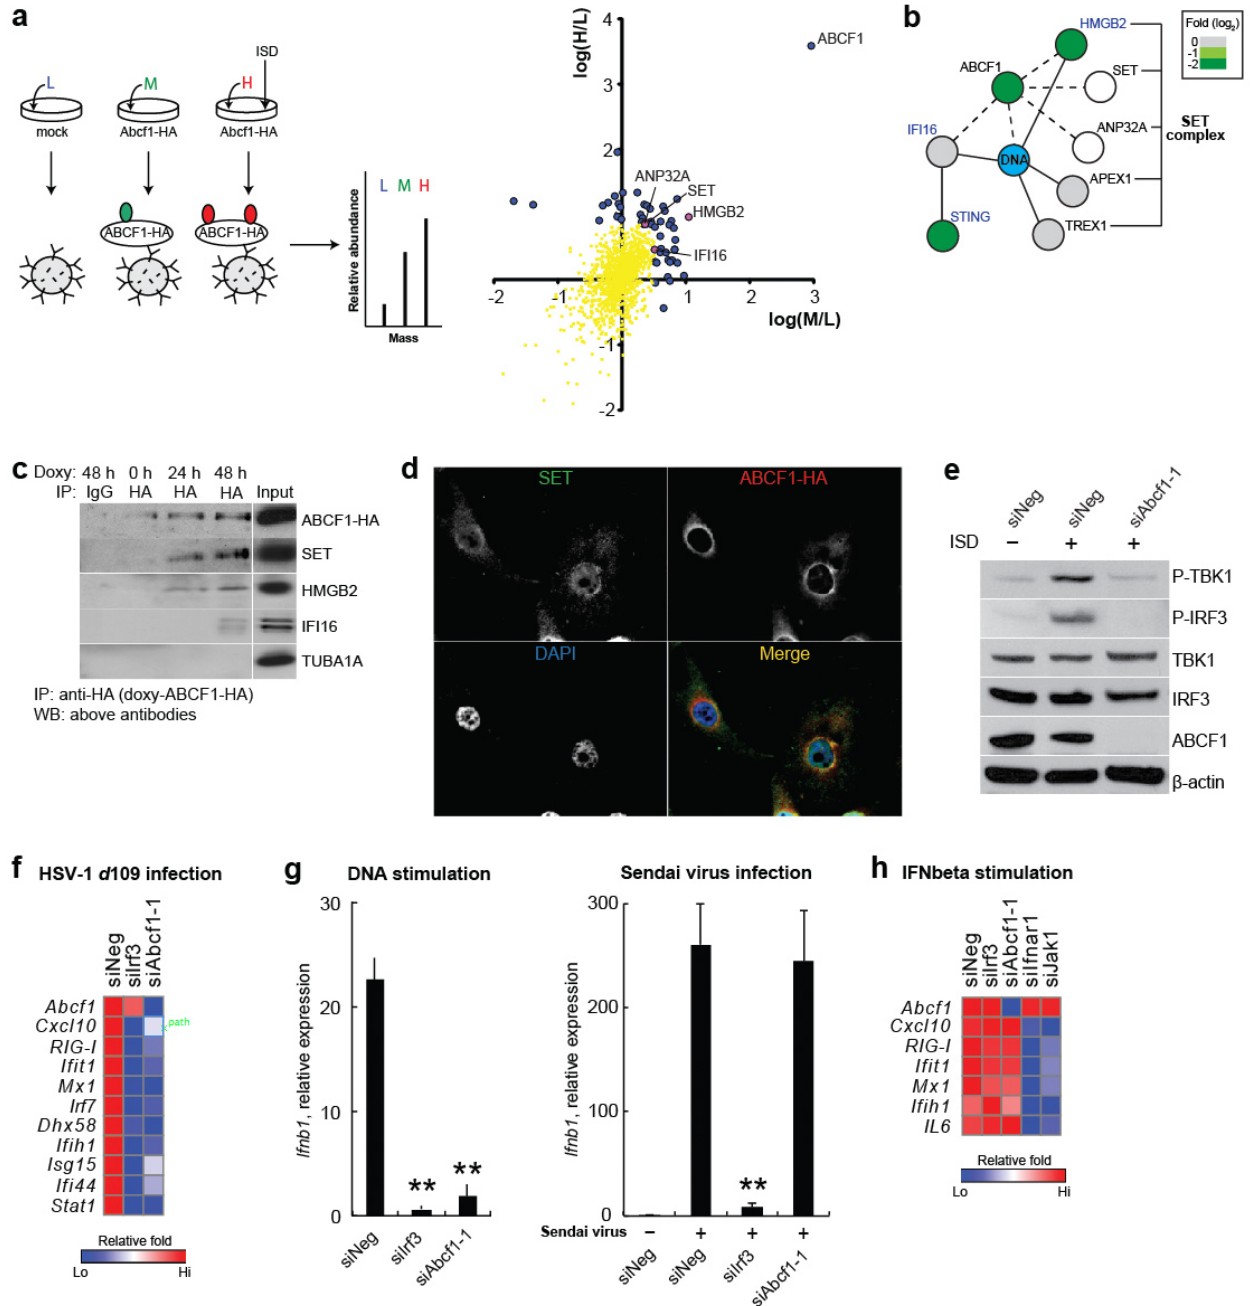 a
ISD
L
M
H
mock
Abcf1-HA
Abcf1-HA
ABCF1-HA
ABCF1-HA
Relative abundance
L M H
Mass
log(H/L)
4
3
2
1
-1
-2
-2
-1
1
2
3
log(M/L)
ABCF1
ANP32A
SET
HMGB2
IFI16
b
HMGB2
ABCF1
SET
ANP32A
IFI16
DNA
APEX1
STING
TREX1
SET
complex
Fold (log2)
0
-1
-2
c
Doxy: 48 h 0 h 24 h 48 h
IP: IgG HA HA HA Input
ABCF1-HA
SET
HMGB2
IFI16
TUBA1A
IP: anti-HA (doxy-ABCF1-HA)
WB: above antibodies
d
SET
ABCF1-HA
DAPI
Merge
e
siNeg siNeg siAbcf1-1
ISD − + +
P-TBK1
P-IRF3
TBK1
IRF3
ABCF1
β-actin
f HSV-1 d109 infection
siNeg siIrf3 siAbcf1-1
Abcf1
Cxcl10
path
RIG-I
Ifit1
Mx1
Irf7
Dhx58
Ifih1
Isg15
Ifi44
Stat1
Relative fold
Lo Hi
g DNA stimulation
Ifnb1, relative expression
30
20
10
0
** **
siNeg siIrf3 siAbcf1-1
Sendai virus infection
Ifnb1, relative expression
300
200
100
0
**
Sendai virus − + + +
siNeg siNeg siIrf3 siAbcf1-1
h IFNbeta stimulation
siNeg siIrf3 siAbcf1-1 siIfnar1 siJak1
Abcf1
Cxcl10
RIG-I
Ifit1
Mx1
Ifih1
IL6
Relative fold
Lo Hi